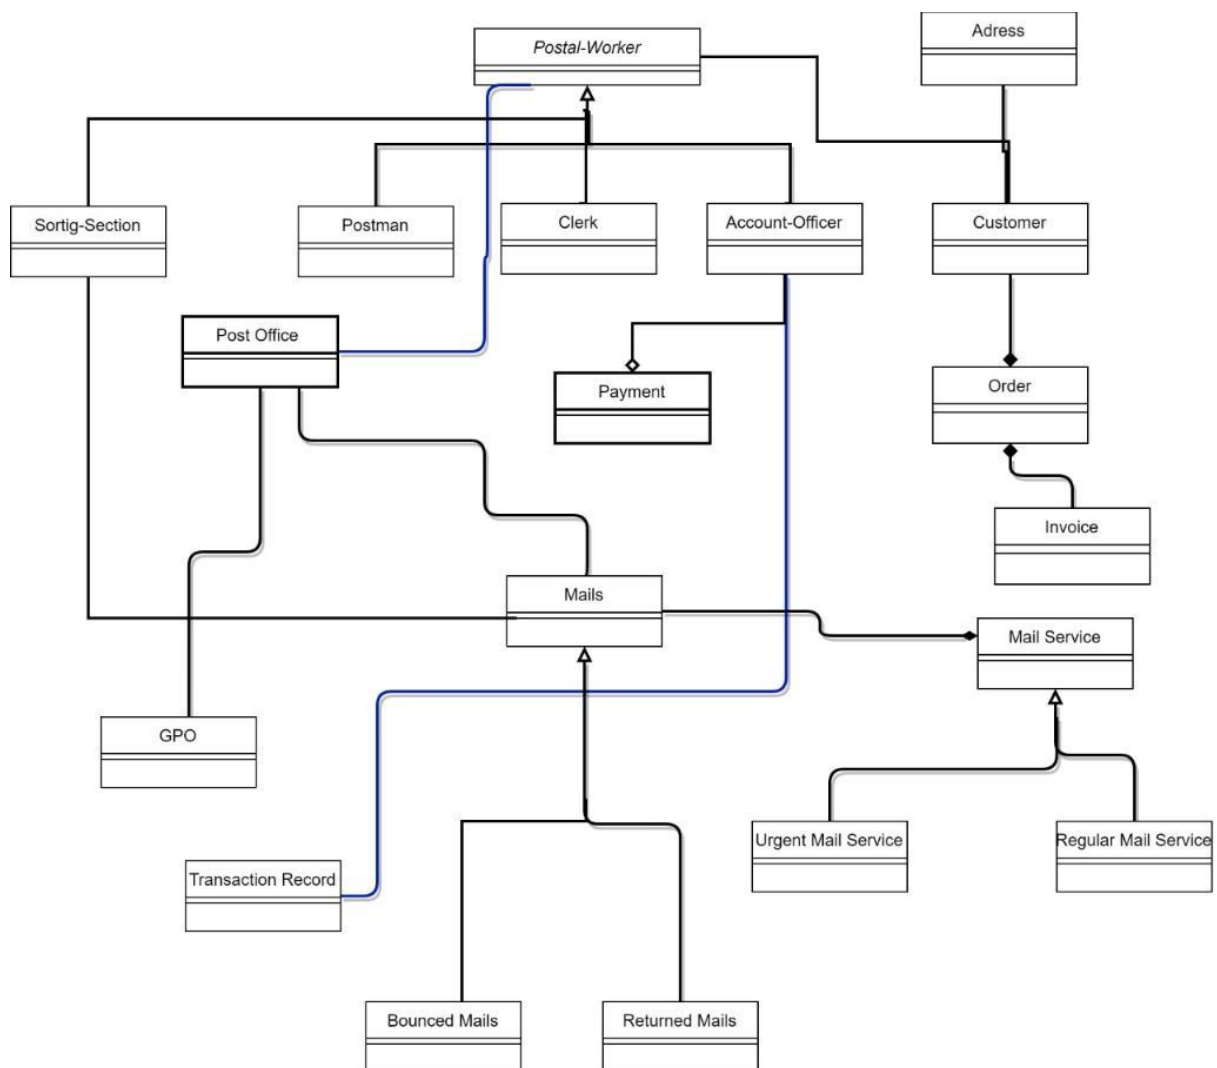 Postal-Worker
Adress
Sortig-Section
Postman
Clerk
Account-Officer
Customer
Post Office
Payment
Order
Invoice
Mails
Mail Service
GPO
Urgent Mail Service
Regular Mail Service
Transaction Record
Bounced Mails
Returned Mails